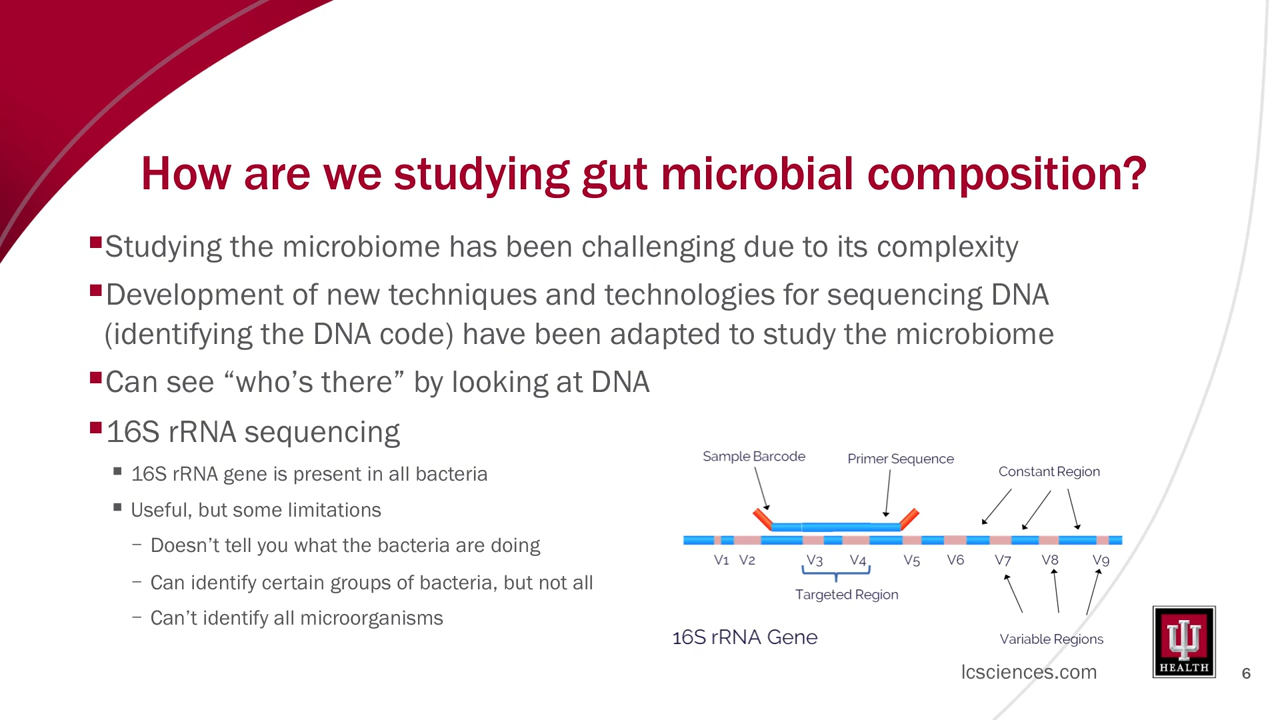 How are we studying gut microbial composition?
▪Studying the microbiome has been challenging due to its complexity
▪Development of new techniques and technologies for sequencing DNA
(identifying the DNA code) have been adapted to study the microbiome
▪Can see “who’s there” by looking at DNA
▪16S rRNA sequencing
▪ 16S rRNA gene is present in all bacteria
▪ Useful, but some limitations
− Doesn’t tell you what the bacteria are doing
− Can identify certain groups of bacteria, but not all
− Can’t identify all microorganisms
Sample Barcode
Primer Sequence
Constant Region
V1 V2 V3 V4 V5 V6 V7 V8 V9
Targeted Region
16S rRNA Gene
Variable Regions
lcsciences.com
HEALTH
6